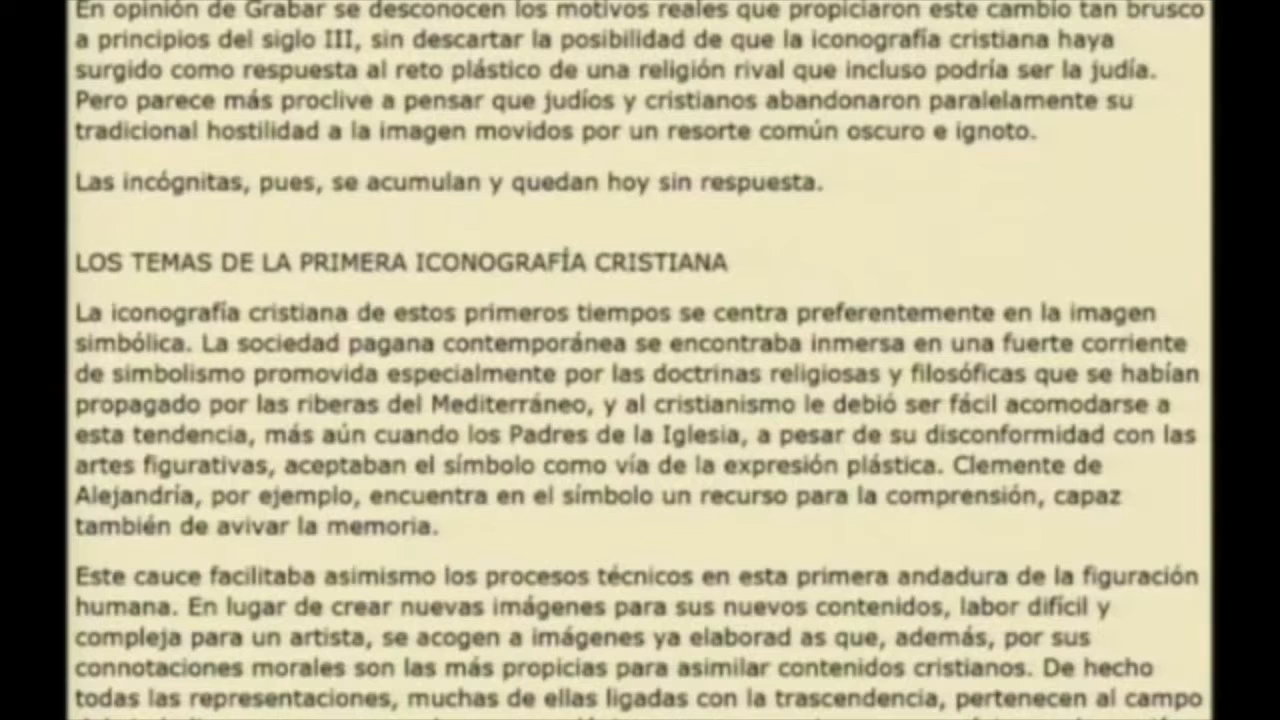 En opinión de Grabar se desconocen los motivos reales que propiciaron este cambio tan brusco
a principios del siglo III, sin descartar la posibilidad de que la iconografía cristiana haya
surgido como respuesta al reto plástico de una religión rival que incluso podría ser la judía.
Pero parece más proclive a pensar que judíos y cristianos abandonaron paralelamente su
tradicional hostilidad a la imagen movidos por un resorte común oscuro e ignoto.
Las incógnitas, pues, se acumulan y quedan hoy sin respuesta.
LOS TEMAS DE LA PRIMERA ICONOGRAFÍA CRISTIANA
La iconografía cristiana de estos primeros tiempos se centra preferentemente en la imagen
simbólica. La sociedad pagana contemporánea se encontraba inmersa en una fuerte corriente
de simbolismo promovida especialmente por las doctrinas religiosas y filosóficas que se habían
propagado por las riberas del Mediterráneo, y al cristianismo le debió ser fácil acomodarse a
esta tendencia, más aún cuando los Padres de la Iglesia, a pesar de su disconformidad con las
artes figurativas, aceptaban el símbolo como vía de la expresión plástica. Clemente de
Alejandría, por ejemplo, encuentra en el símbolo un recurso para la comprensión, capaz
también de avivar la memoria.
Este cauce facilitaba asimismo los procesos técnicos en esta primera andadura de la figuración
humana. En lugar de crear nuevas imágenes para sus nuevos contenidos, labor difícil y
compleja para un artista, se acogen a imágenes ya elaborad as que, además, por sus
connotaciones morales son las más propicias para asimilar contenidos cristianos. De hecho
todas las representaciones, muchas de ellas ligadas con la trascendencia, pertenecen al campo